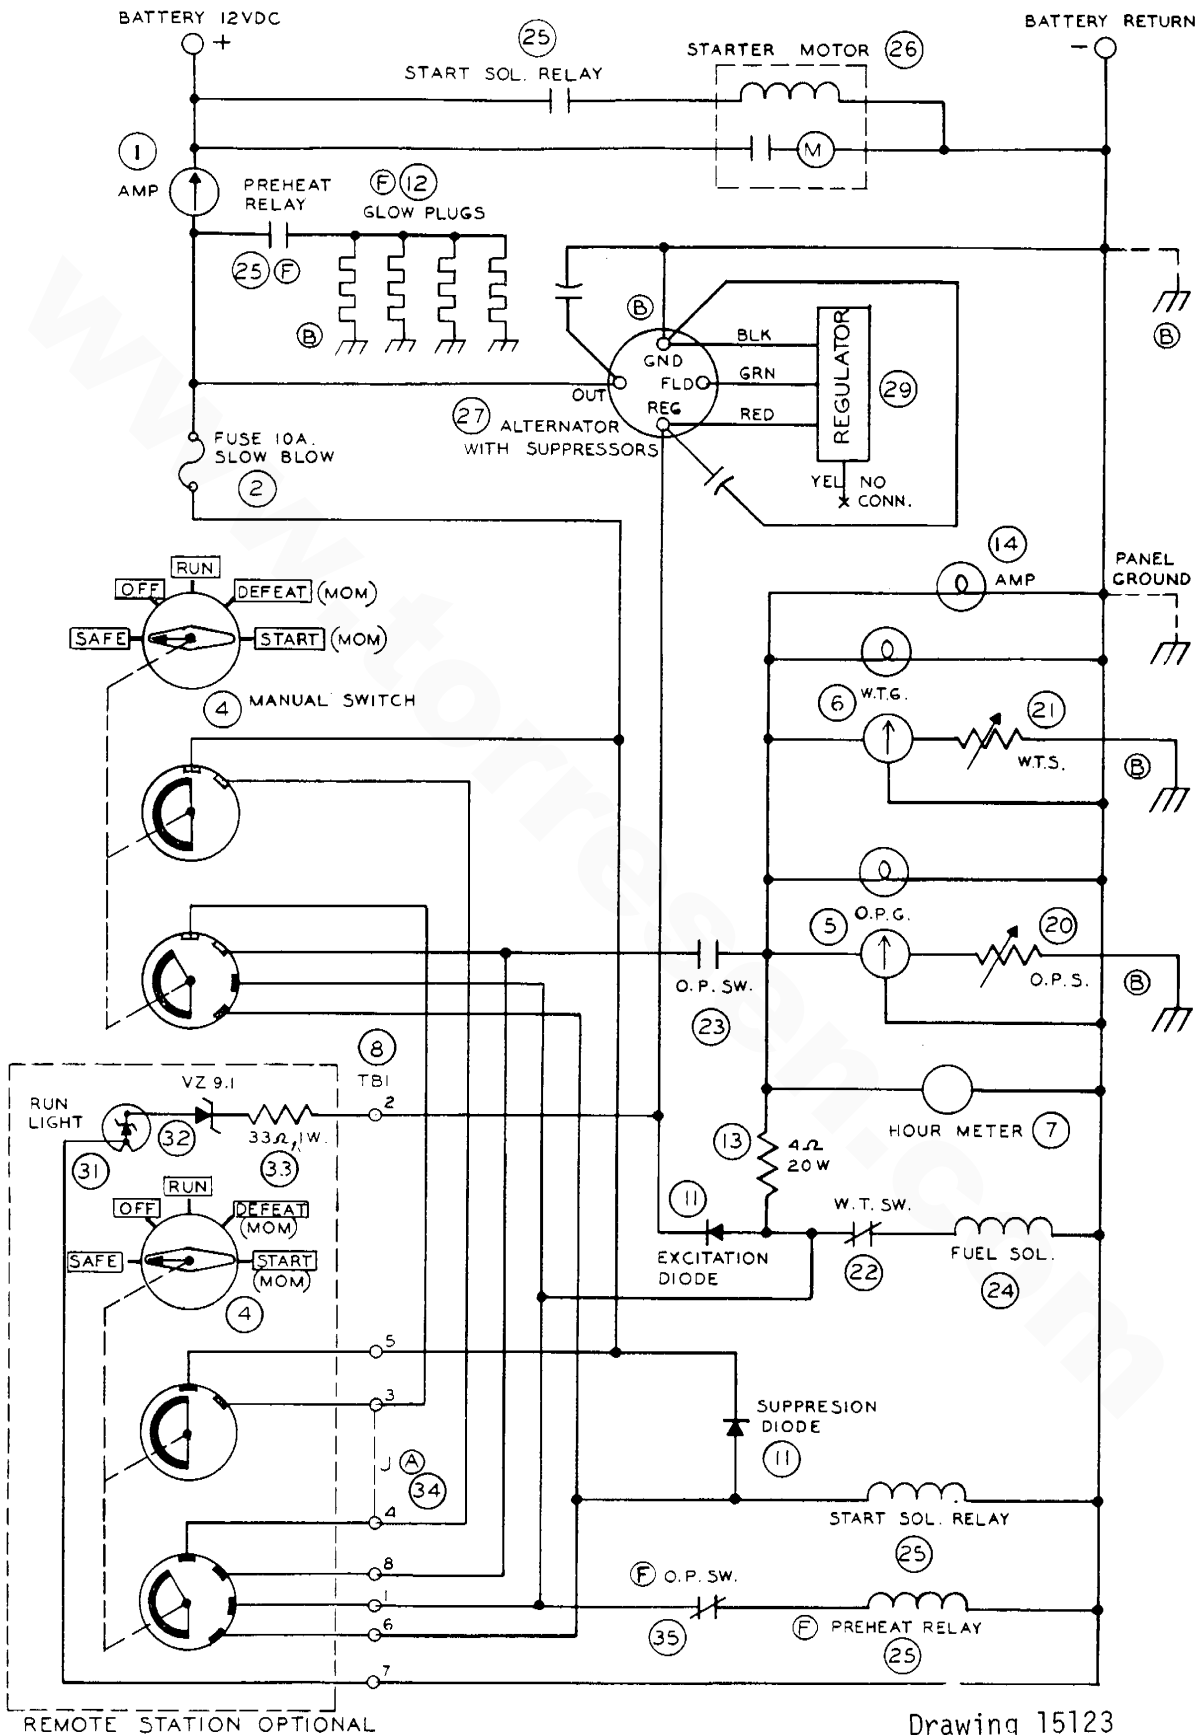 BATTERY 12VDC
+
BATTERY RETURN
-
25
START SOL. RELAY
STARTER MOTOR 26
M
1
AMP
PREHEAT
RELAY
F 12
GLOW PLUGS
25 F
B
B
B
GND
FLD
REG
OUT
BLK
GRN
RED
REGULATOR
29
27 ALTERNATOR
WITH SUPPRESSORS
YEL NO
CONN.
FUSE 10A.
SLOW BLOW
2
14
AMP
PANEL
GROUND
RUN
OFF
DEFEAT (MOM)
SAFE
START (MOM)
4 MANUAL SWITCH
6 W.T.G.
21
W.T.S.
B
5 O.P.G.
20
O.P.S.
B
O.P. SW.
23
8
TB1
2
VZ 9.1
RUN
LIGHT
31
32
33Ω, 1W.
33
HOUR METER 7
13
4Ω
20W
11
EXCITATION
DIODE
W. T. SW.
22
FUEL SOL.
24
RUN
OFF
DEFEAT
(MOM)
SAFE
START
(MOM)
4
5
3
J A
34
4
8
1
6
7
SUPPRESION
DIODE
11
START SOL. RELAY
25
F O.P. SW.
35
F PREHEAT RELAY
25
REMOTE STATION OPTIONAL
Drawing 15123
www.torresen.com